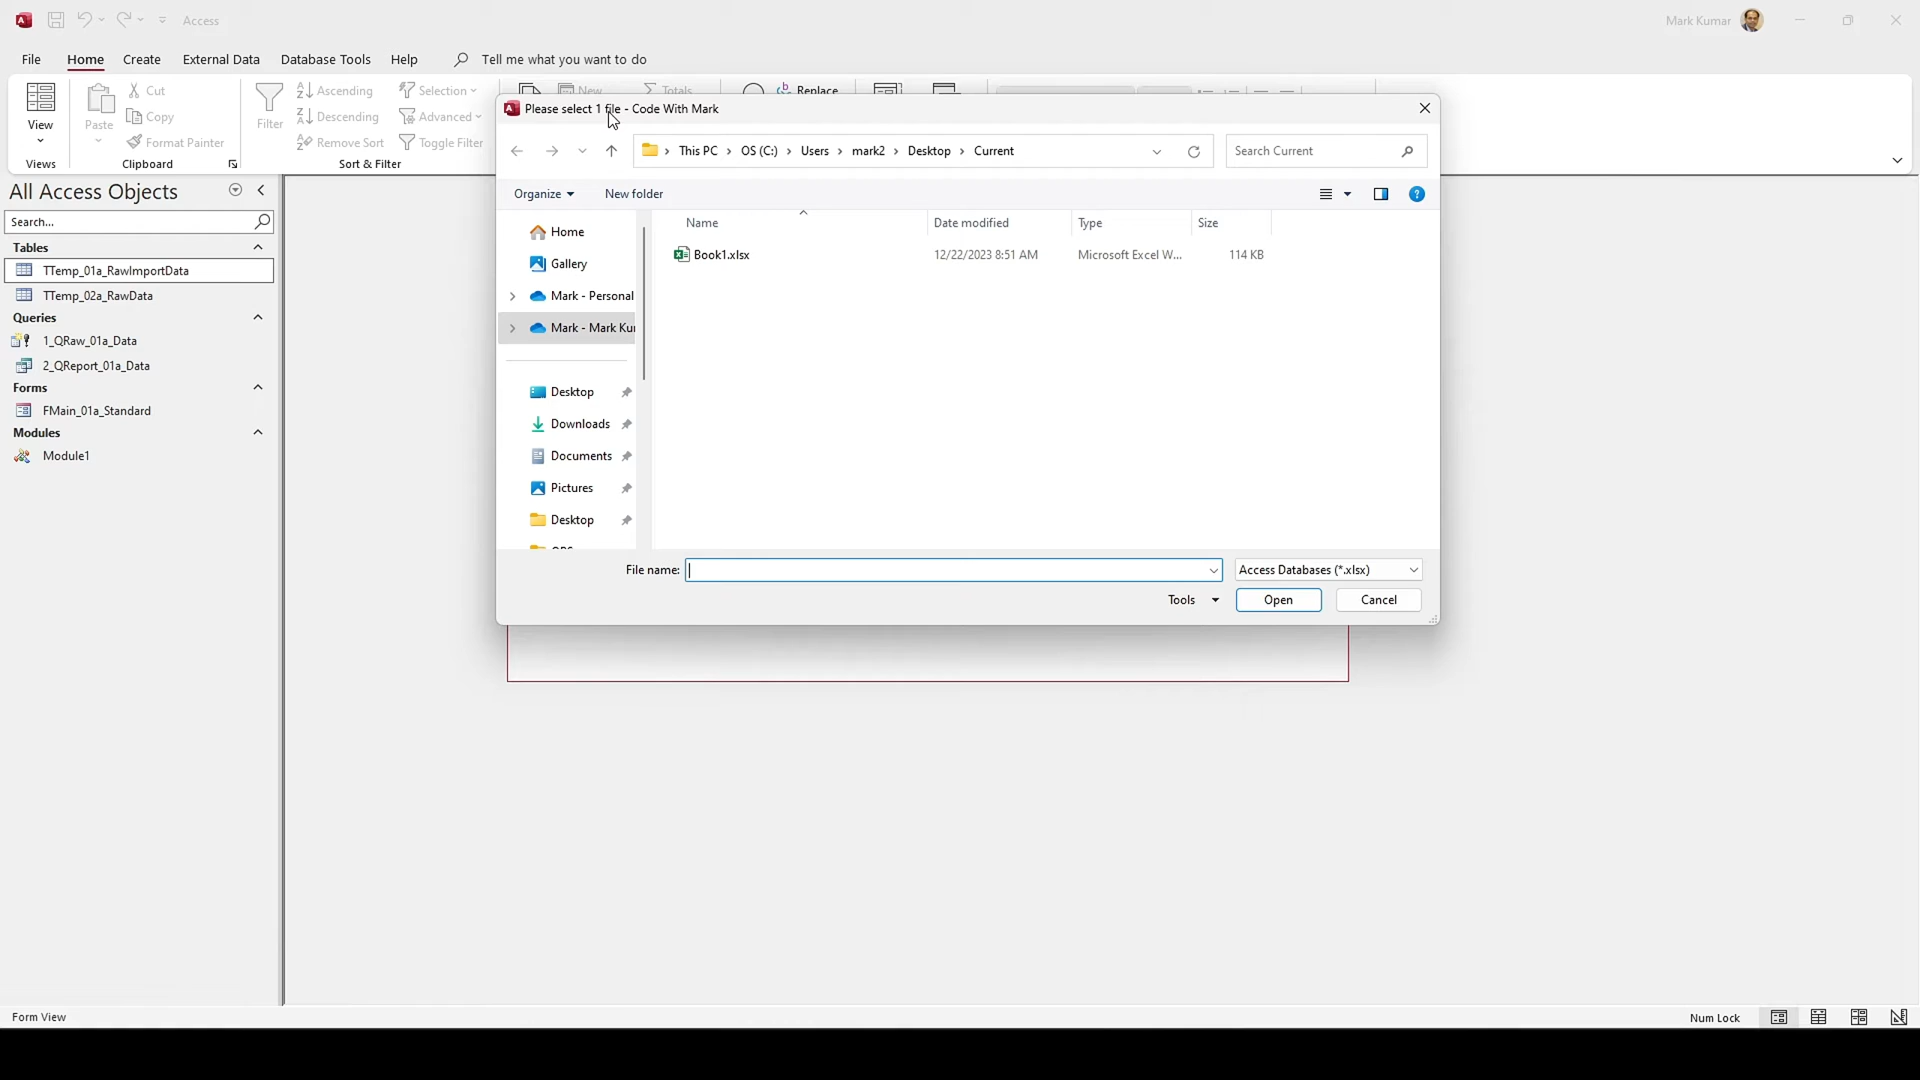 Access
Mark Kumar
File
Home
Create
External Data
Database Tools
Help
Tell me what you want to do
View
Views
Paste
Cut
Copy
Format Painter
Clipboard
Filter
Ascending
Descending
Remove Sort
Selection
Advanced
Toggle Filter
Sort & Filter
New
Totals
Replace
All Access Objects
Search...
Tables
TTemp_01a_RawImportData
TTemp_02a_RawData
Queries
1_QRaw_01a_Data
2_QReport_01a_Data
Forms
FMain_01a_Standard
Modules
Module1
Please select 1 file - Code With Mark
This PC > OS (C:) > Users > mark2 > Desktop > Current
Search Current
Organize
New folder
Home
Gallery
Mark - Personal
Mark - Mark Kur
Desktop
Downloads
Documents
Pictures
Desktop
Name Date modified Type Size
Book1.xlsx 12/22/2023 8:51 AM Microsoft Excel W... 114 KB
File name:
Access Databases (*.xlsx)
Tools
Open
Cancel
Form View
Num Lock